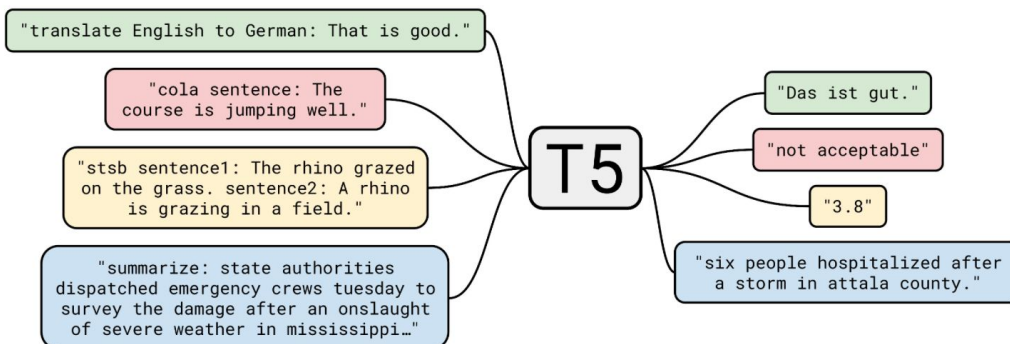 "translate English to German: That is good."
"cola sentence: The
course is jumping well."
"stsb sentence1: The rhino grazed
on the grass. sentence2: A rhino
is grazing in a field."
"summarize: state authorities
dispatched emergency crews tuesday to
survey the damage after an onslaught
of severe weather in mississippi…"
T5
"Das ist gut."
"not acceptable"
"3.8"
"six people hospitalized after
a storm in attala county."